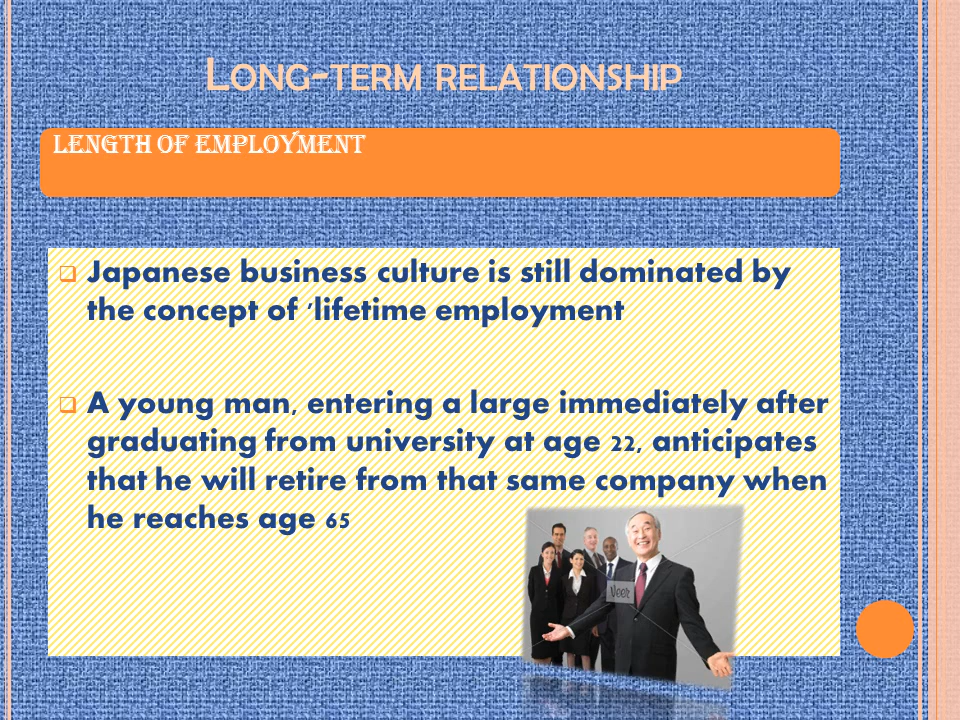 Long-term relationship
Length of employment
Japanese business culture is still dominated by
the concept of 'lifetime employment
A young man, entering a large immediately after
graduating from university at age 22, anticipates
that he will retire from that same company when
he reaches age 65
Veer